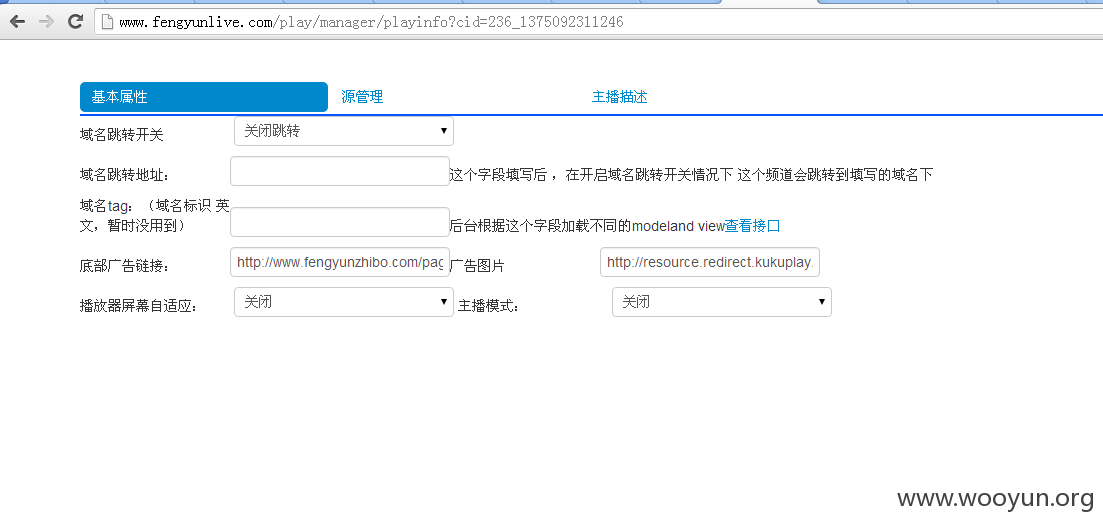 www.fengyunlive.com/play/manager/playinfo?cid=236_1375092311246
基本属性 源管理 主播描述
域名跳转开关 关闭跳转
域名跳转地址： 这个字段填写后 ，在开启域名跳转开关情况下 这个频道会跳转到填写的域名下
域名tag：（域名标识 英
文，暂时没用到） 后台根据这个字段加载不同的modeland view查看接口
底部广告链接： http://www.fengyunzhibo.com/pag 广告图片 http://resource.redirect.kukuplay.
播放器屏幕自适应： 关闭 主播模式： 关闭
www.wooyun.org